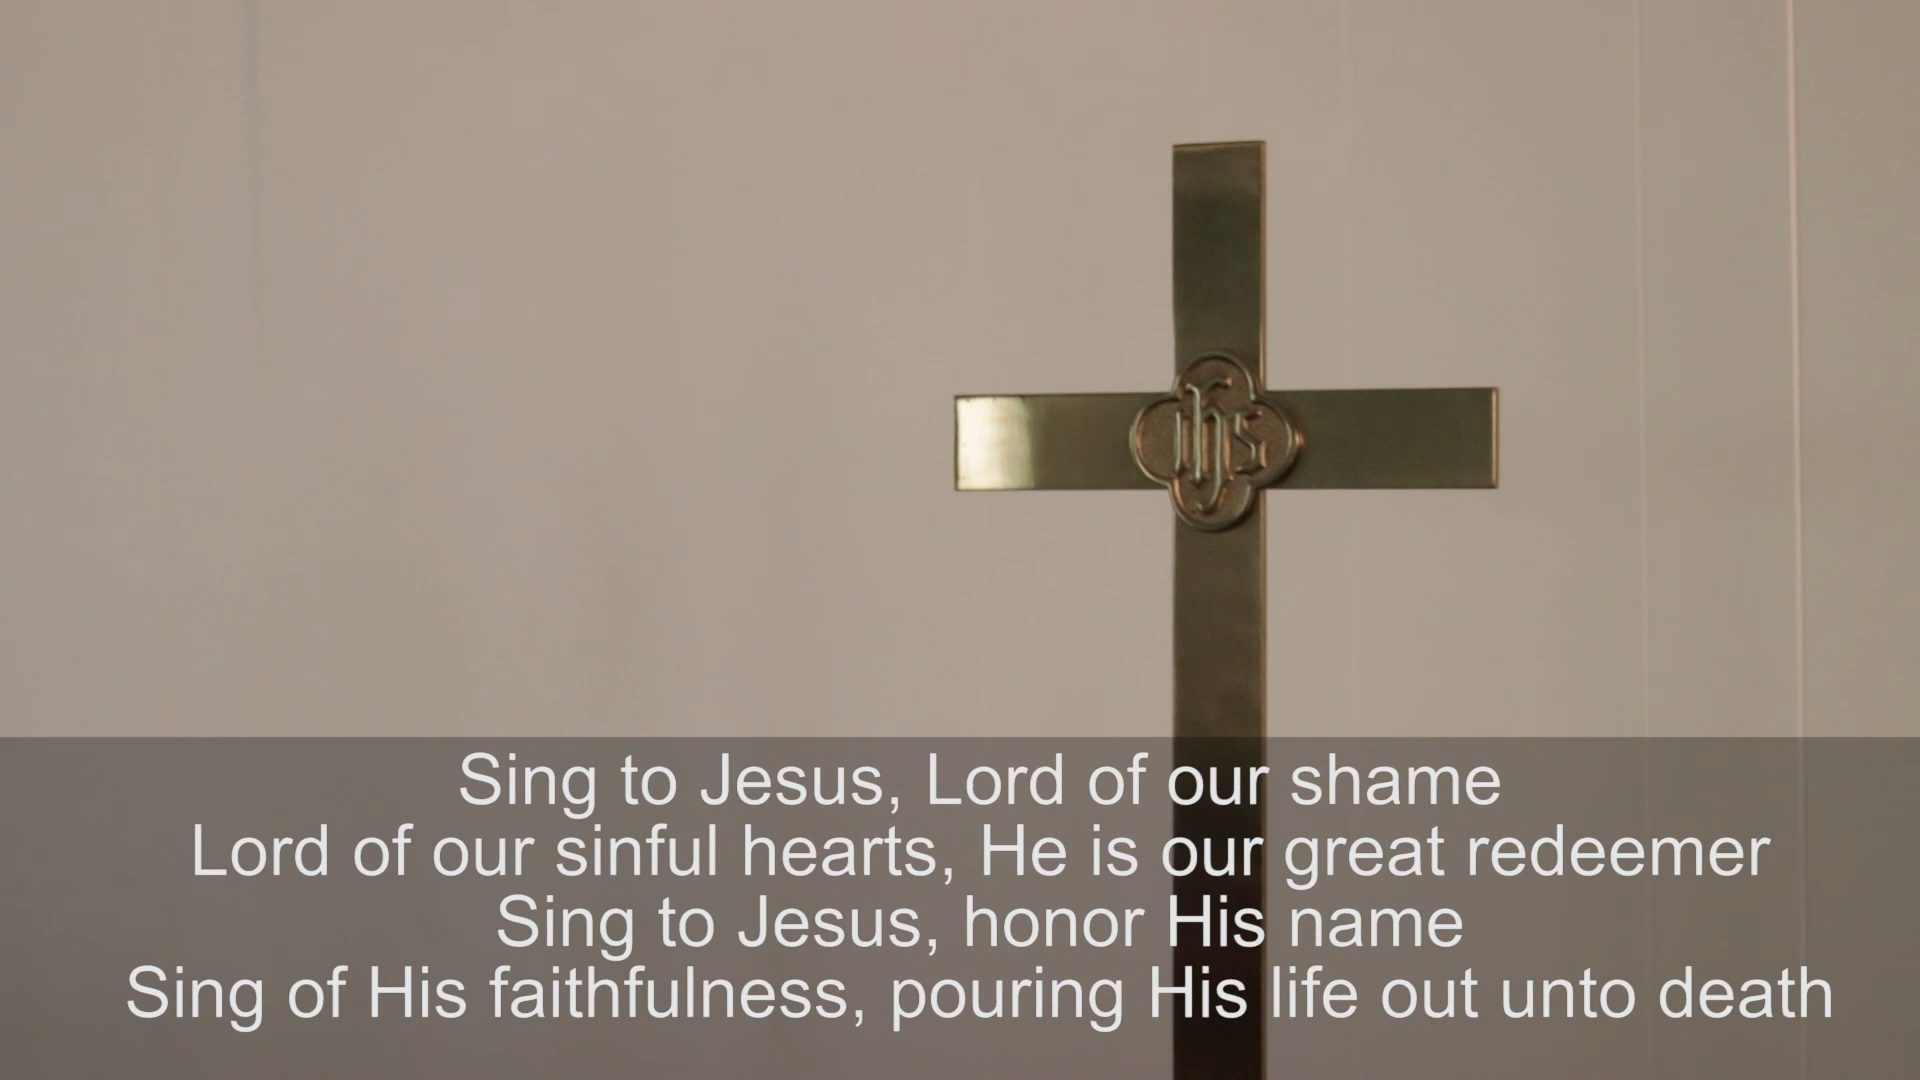 ihs
Sing to Jesus, Lord of our shame
Lord of our sinful hearts, He is our great redeemer
Sing to Jesus, honor His name
Sing of His faithfulness, pouring His life out unto death